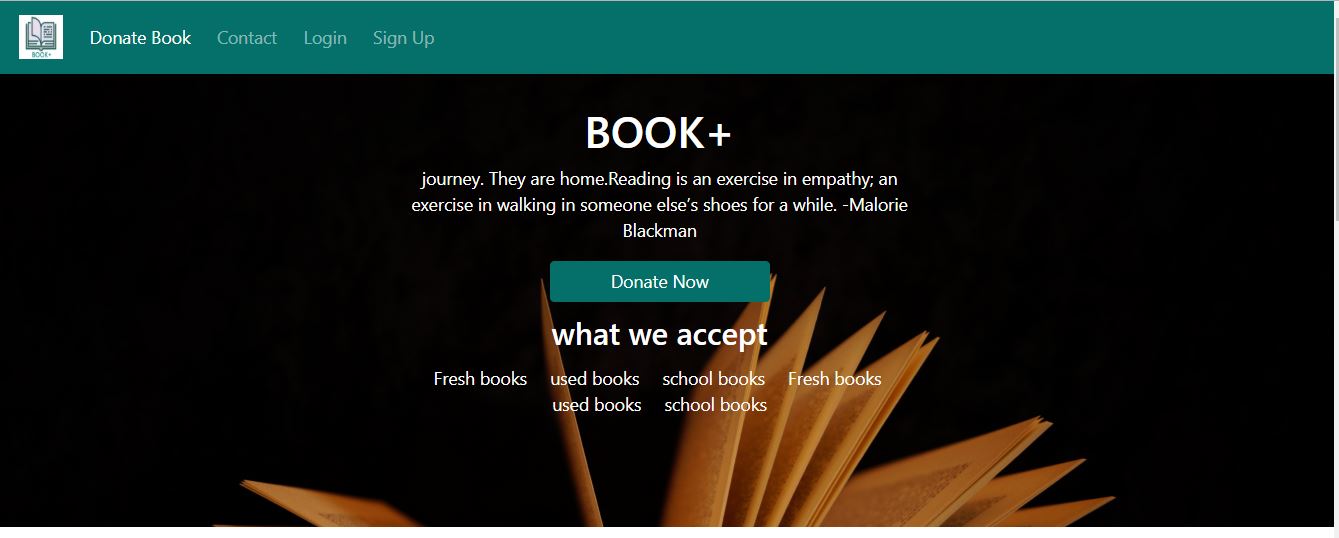 BOOK+
Donate Book Contact Login Sign Up
BOOK+
journey. They are home.Reading is an exercise in empathy; an
exercise in walking in someone else's shoes for a while. -Malorie
Blackman
Donate Now
what we accept
Fresh books used books school books Fresh books
used books school books